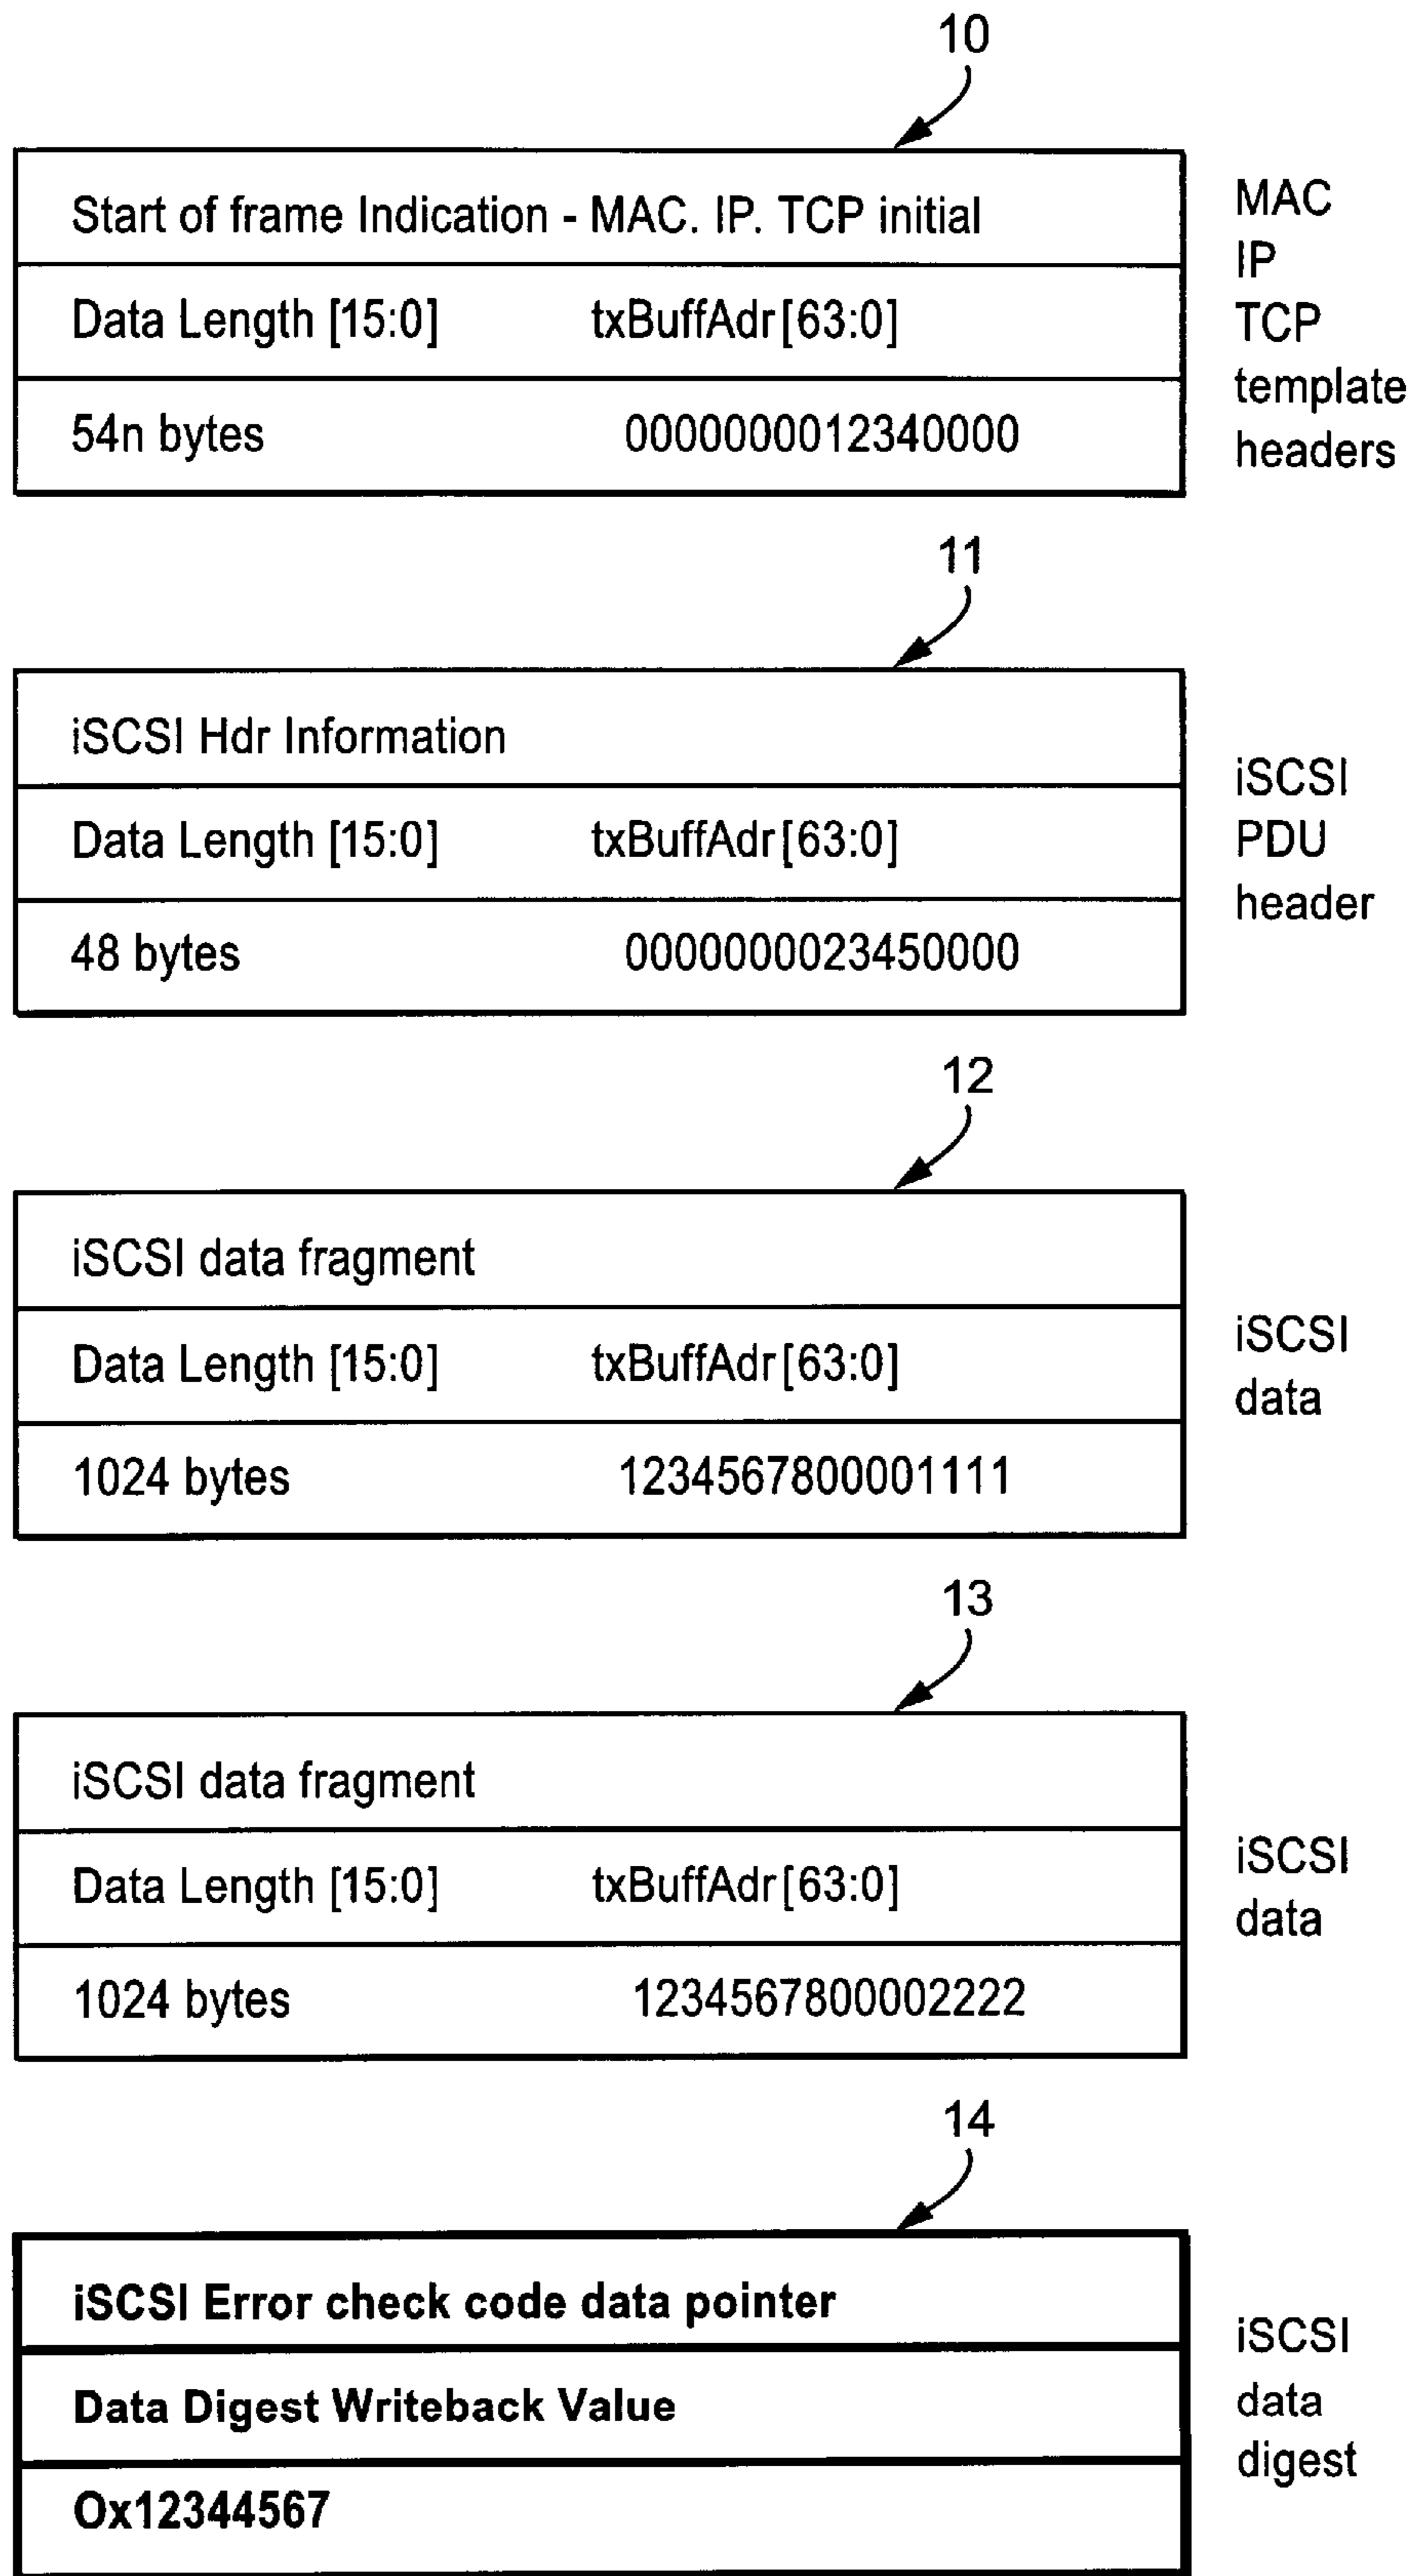 10
Start of frame Indication - MAC. IP. TCP initial
Data Length [15:0] txBuffAdr[63:0]
54n bytes 0000000012340000
MAC
IP
TCP
template
headers
11
iSCSI Hdr Information
Data Length [15:0] txBuffAdr[63:0]
48 bytes 0000000023450000
iSCSI
PDU
header
12
iSCSI data fragment
Data Length [15:0] txBuffAdr[63:0]
1024 bytes 1234567800001111
iSCSI
data
13
iSCSI data fragment
Data Length [15:0] txBuffAdr[63:0]
1024 bytes 1234567800002222
iSCSI
data
14
iSCSI Error check code data pointer
Data Digest Writeback Value
Ox12344567
iSCSI
data
digest